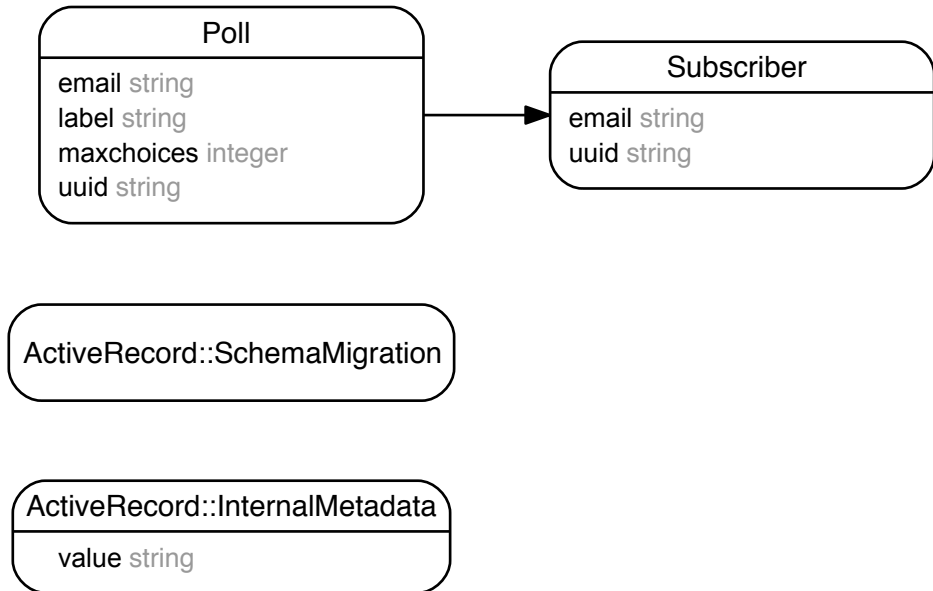 Poll
email string
label string
maxchoices integer
uuid string
Subscriber
email string
uuid string
ActiveRecord::SchemaMigration
ActiveRecord::InternalMetadata
value string